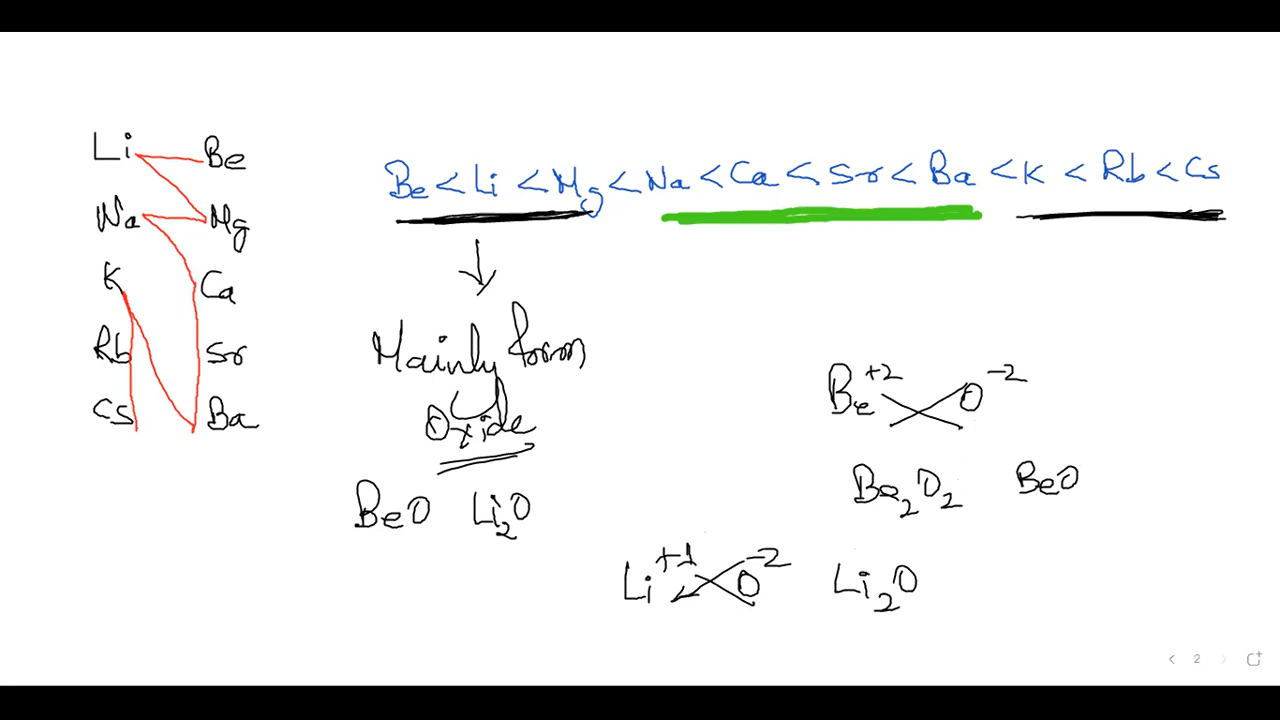 Li Be
Na Mg
K Ca
Rb Sr
Cs Ba
Be < Li < Mg < Na < Ca < Sr < Ba < K < Rb < Cs
Mainly form
Oxide
BeO Li₂O
Be⁺² O⁻²
Be₂O₂ BeO
Li⁺¹ O⁻² Li₂O
< 2 >